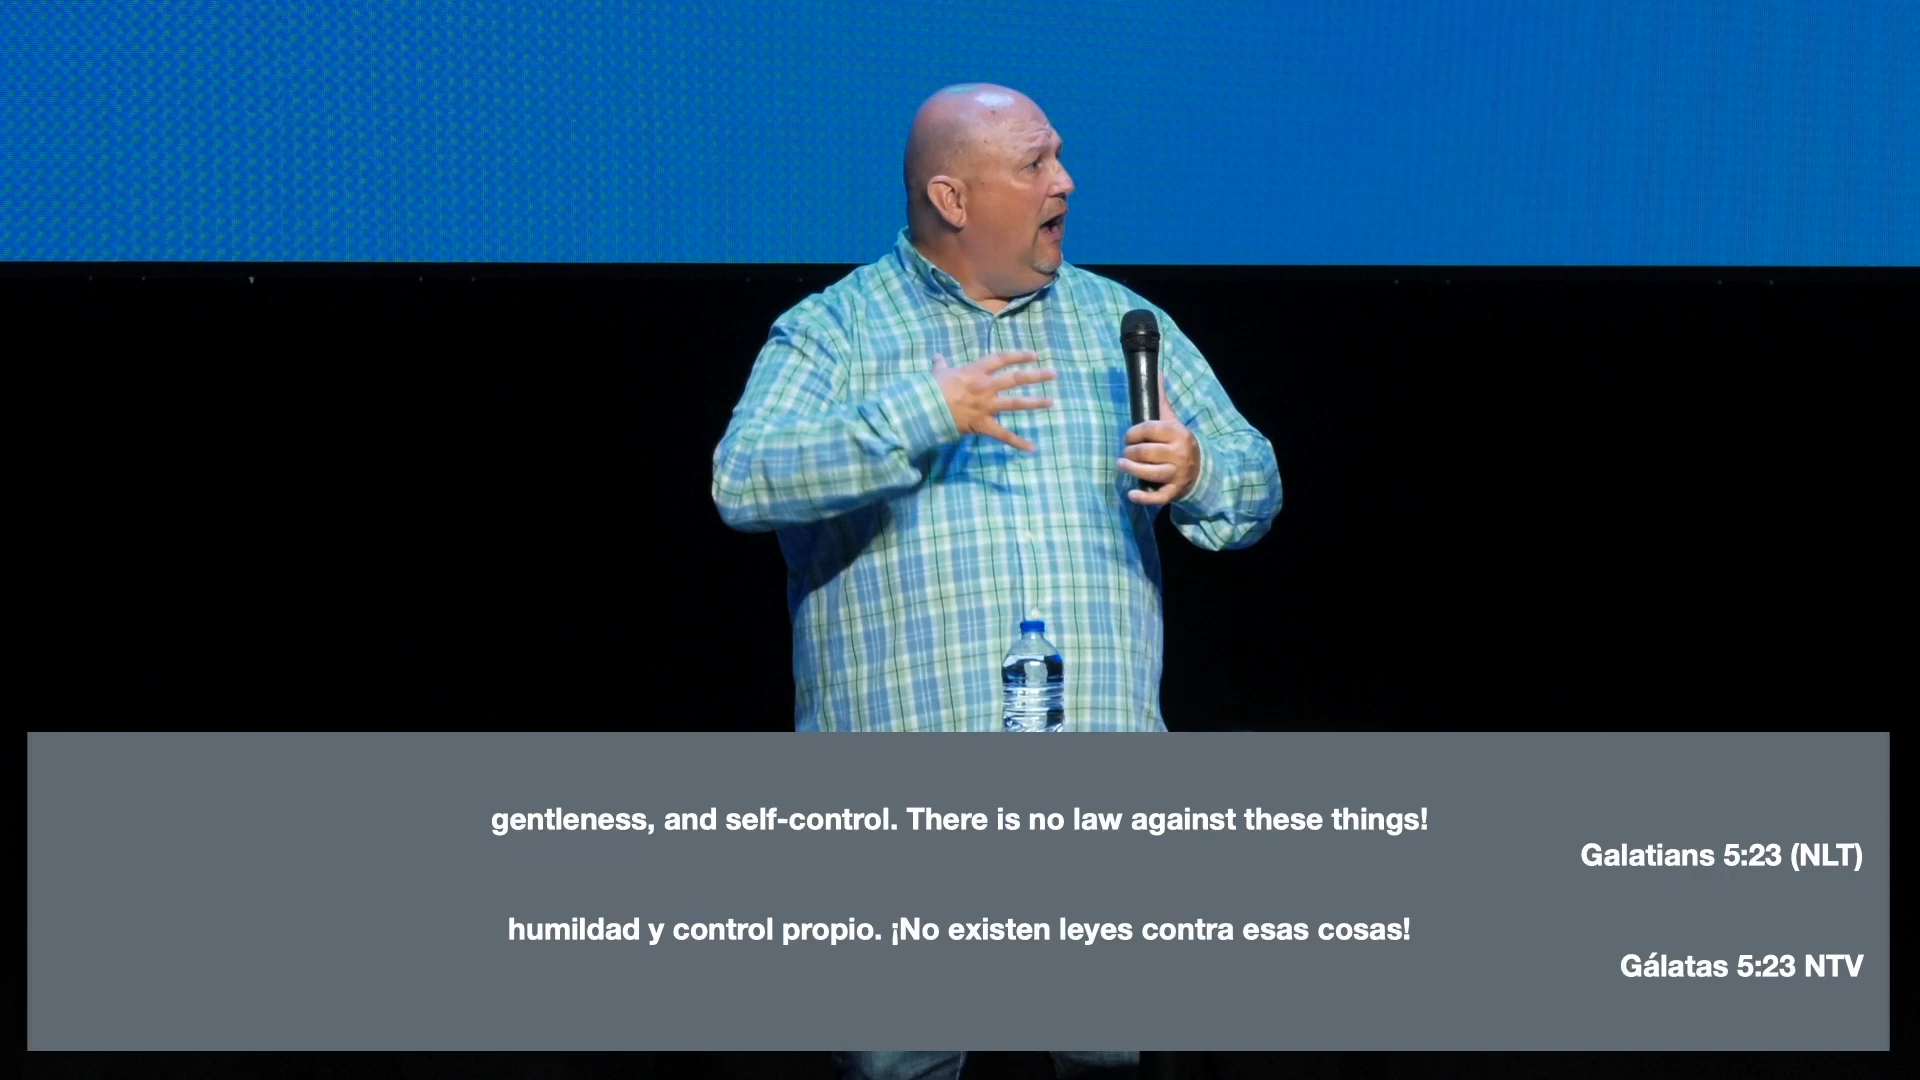 gentleness, and self-control. There is no law against these things!
Galatians 5:23 (NLT)
humildad y control propio. ¡No existen leyes contra esas cosas!
Gálatas 5:23 NTV